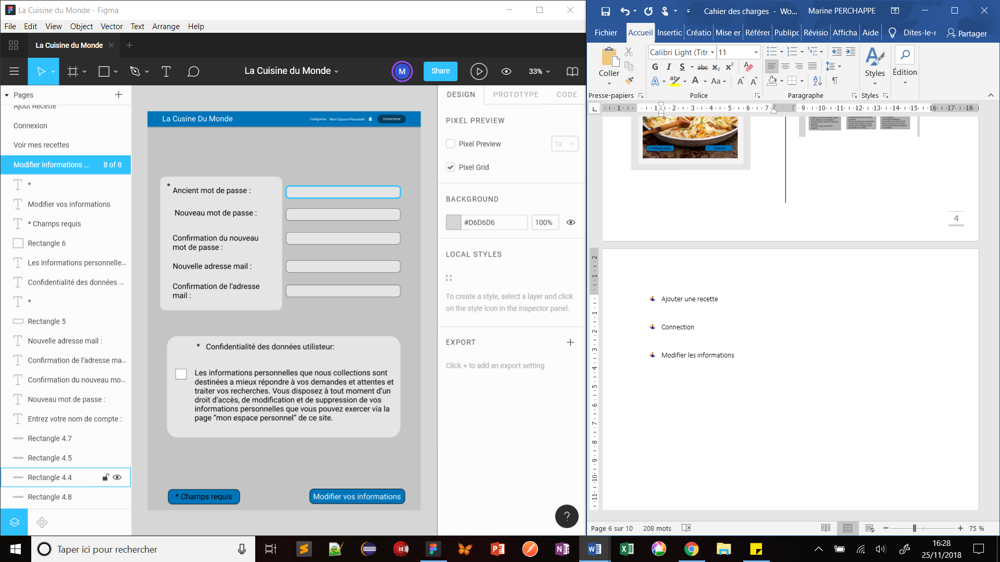 La Cuisine du Monde - Figma
File Edit View Object Vector Text Arrange Help
La Cuisine du Monde
La Cuisine du Monde
M
Share
33%
Pages
Ajout Recette
Connexion
Voir mes recettes
Modifier informations ... 8 of 8
*
Modifier vos informations
* Champs requis
Rectangle 6
Les informations personnelle...
Confidentialité des données ...
*
Rectangle 5
Nouvelle adresse mail :
Confirmation de l'adresse ma...
Confirmation du nouveau mo...
Nouveau mot de passe :
Entrez votre nom de compte :
Rectangle 4.7
Rectangle 4.5
Rectangle 4.4
Rectangle 4.8
La Cusine Du Monde
Categorias Mon Espace Personnel Conectarse
* Ancient mot de passe :
Nouveau mot de passe :
Confirmation du nouveau
mot de passe :
Nouvelle adresse mail :
Confirmation de l'adresse
mail :
* Confidentialité des données utilisteur:
Les informations personnelles que nous collections sont
destinées a mieux répondre à vos demandes et attentes et
traiter vos recherches. Vous disposez à tout moment d'un
droit d'accès, de modification et de suppression de vos
informations personnelles que vous pouvez exercer via la
page “mon espace personnel” de ce site.
* Champs requis
Modifier vos informations
DESIGN PROTOTYPE CODE
PIXEL PREVIEW
Pixel Preview 1x
Pixel Grid
BACKGROUND
#D6D6D6 100%
LOCAL STYLES
To create a style, select a layer and click
on the style icon in the inspector panel.
EXPORT
Click + to add an export setting
?
Cahier des charges - Wo... Marine PERCHAPPE
Fichier Accueil Insertic Créatio Mise er Référer Publipc Révisio Afficha Aide Dites-le-r Partager
Coller
Calibri Light (Titr 11
G I S abc x₂ x²
Aa
Styles
Édition
Presse-papiers Police Paragraphe Styles
* Champs requis S'inscrire
4
Ajouter une recette
Connection
Modifier les informations
Page 6 sur 10 208 mots 75 %
Taper ici pour rechercher
16:28
25/11/2018